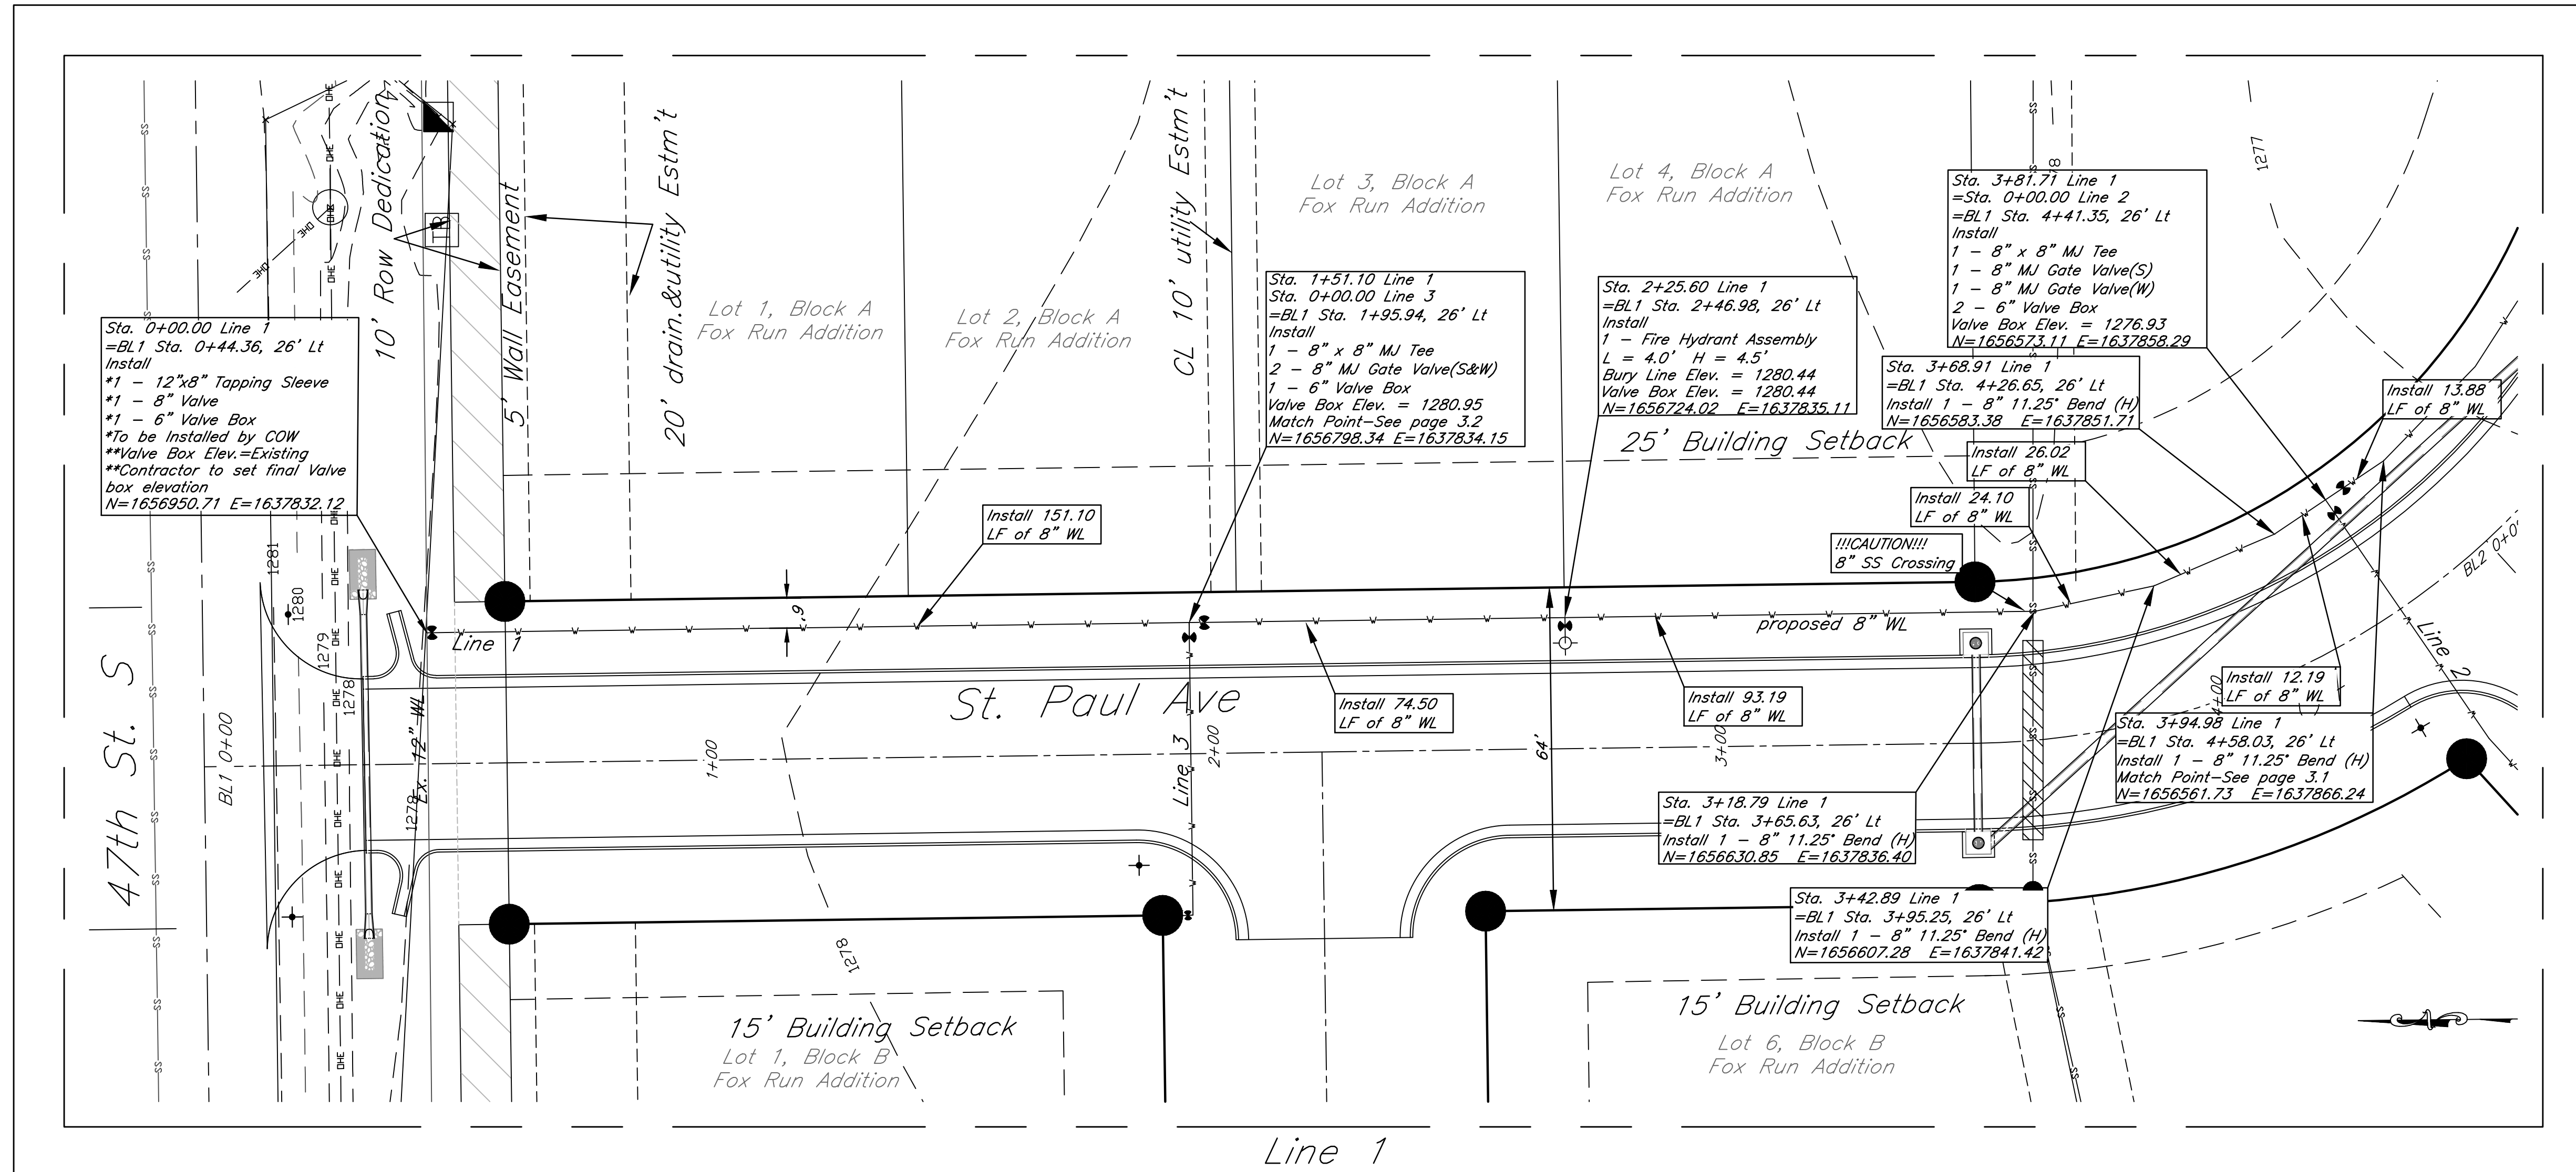 10' Row Dedication
5' Wall Easement
20' drain.&utility Estm't
CL 10' utility Estm't
TB
OHE
Lot 1, Block A
Fox Run Addition
Lot 2, Block A
Fox Run Addition
Lot 3, Block A
Fox Run Addition
Lot 4, Block A
Fox Run Addition
1277
Sta. 0+00.00 Line 1
=BL1 Sta. 0+44.36, 26' Lt
Install
*1 - 12"x8" Tapping Sleeve
*1 - 8" Valve
*1 - 6" Valve Box
*To be Installed by COW
**Valve Box Elev.=Existing
**Contractor to set final Valve
box elevation
N=1656950.71 E=1637832.12
Sta. 1+51.10 Line 1
Sta. 0+00.00 Line 3
=BL1 Sta. 1+95.94, 26' Lt
Install
1 - 8" x 8" MJ Tee
2 - 8" MJ Gate Valve(S&W)
1 - 6" Valve Box
Valve Box Elev. = 1280.95
Match Point-See page 3.2
N=1656798.34 E=1637834.15
Sta. 2+25.60 Line 1
=BL1 Sta. 2+46.98, 26' Lt
Install
1 - Fire Hydrant Assembly
L = 4.0' H = 4.5'
Bury Line Elev. = 1280.44
Valve Box Elev. = 1280.44
N=1656724.02 E=1637835.11
Sta. 3+81.71 Line 1
=Sta. 0+00.00 Line 2
=BL1 Sta. 4+41.35, 26' Lt
Install
1 - 8" x 8" MJ Tee
1 - 8" MJ Gate Valve(S)
1 - 8" MJ Gate Valve(W)
2 - 6" Valve Box
Valve Box Elev. = 1276.93
N=1656573.11 E=1637858.29
Sta. 3+68.91 Line 1
=BL1 Sta. 4+26.65, 26' Lt
Install 1 - 8" 11.25° Bend (H)
N=1656583.38 E=1637851.71
Install 13.88
LF of 8" WL
25' Building Setback
Install 26.02
LF of 8" WL
Install 24.10
LF of 8" WL
!!!CAUTION!!!
8" SS Crossing
Install 151.10
LF of 8" WL
1281
1280
1279
1278
1278
Ex. 12" WL
Line 1
6'
proposed 8" WL
St. Paul Ave
47th St. S
BL1 0+00
1+00
2+00
3+00
4+00
Line 3
64'
Install 74.50
LF of 8" WL
Install 93.19
LF of 8" WL
Line 2
Install 12.19
LF of 8" WL
Sta. 3+94.98 Line 1
=BL1 Sta. 4+58.03, 26' Lt
Install 1 - 8" 11.25° Bend (H)
Match Point-See page 3.1
N=1656561.73 E=1637866.24
Sta. 3+18.79 Line 1
=BL1 Sta. 3+65.63, 26' Lt
Install 1 - 8" 11.25° Bend (H)
N=1656630.85 E=1637836.40
Sta. 3+42.89 Line 1
=BL1 Sta. 3+95.25, 26' Lt
Install 1 - 8" 11.25° Bend (H)
N=1656607.28 E=1637841.42
1278
15' Building Setback
Lot 1, Block B
Fox Run Addition
15' Building Setback
Lot 6, Block B
Fox Run Addition
Line 1